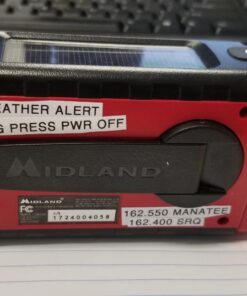 EATHER ALERT
G PRESS PWR OFF
MIDLAND
MIDLAND
FC
1724004058
162.550 MANATEE
162.400 SRQ